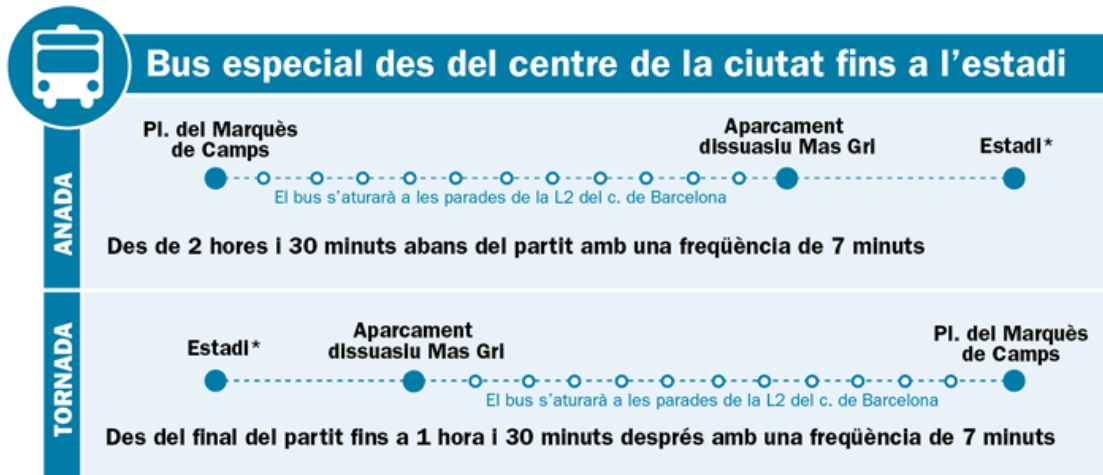 Bus especial des del centre de la ciutat fins a l'estadi
ANADA
Pl. del Marquès
de Camps
Aparcament
dissuasiu Mas Gri
Estadi*
El bus s'aturarà a les parades de la L2 del c. de Barcelona
Des de 2 hores i 30 minuts abans del partit amb una freqüència de 7 minuts
TORNADA
Estadi*
Aparcament
dissuasiu Mas Gri
Pl. del Marquès
de Camps
El bus s'aturarà a les parades de la L2 del c. de Barcelona
Des del final del partit fins a 1 hora i 30 minuts després amb una freqüència de 7 minuts